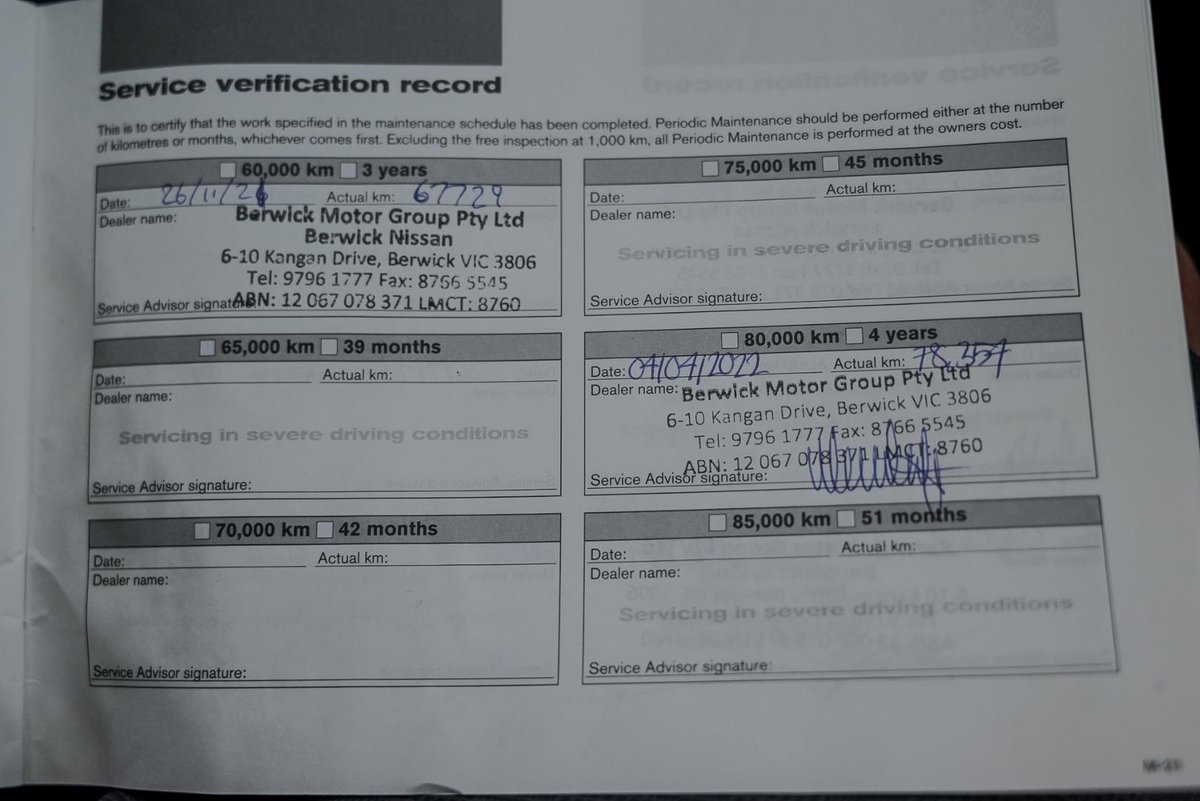 Service verification record
This is to certify that the work specified in the maintenance schedule has been completed. Periodic Maintenance should be performed either at the number
of kilometres or months, whichever comes first. Excluding the free inspection at 1,000 km, all Periodic Maintenance is performed at the owners cost.
60,000 km 3 years
Date: 26/11/21 Actual km: 67729
Dealer name: Berwick Motor Group Pty Ltd
Berwick Nissan
6-10 Kangan Drive, Berwick VIC 3806
Tel: 9796 1777 Fax: 8766 5545
Service Advisor signature: ABN: 12 067 078 371 LMCT: 8760
65,000 km 39 months
Date: Actual km:
Dealer name:
Servicing in severe driving conditions
Service Advisor signature:
70,000 km 42 months
Date: Actual km:
Dealer name:
Service Advisor signature:
75,000 km 45 months
Date: Actual km:
Dealer name:
Servicing in severe driving conditions
Service Advisor signature:
80,000 km 4 years
Date: 04/04/2022 Actual km: 78,357
Dealer name: Berwick Motor Group Pty Ltd
6-10 Kangan Drive, Berwick VIC 3806
Tel: 9796 1777 Fax: 8766 5545
ABN: 12 067 078 371 LMCT: 8760
Service Advisor signature:
85,000 km 51 months
Date: Actual km:
Dealer name:
Servicing in severe driving conditions
Service Advisor signature: